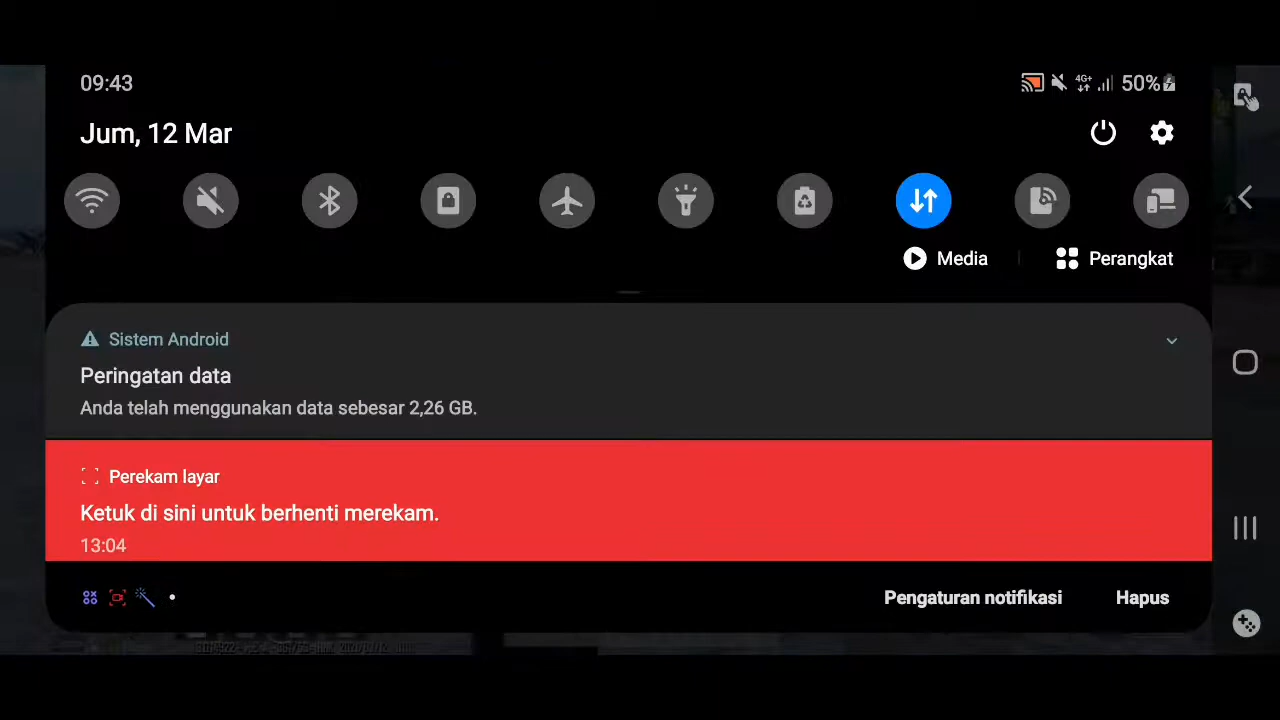 09:43
4G+ 50%
Jum, 12 Mar
Media
Perangkat
Sistem Android
Peringatan data
Anda telah menggunakan data sebesar 2,26 GB.
Perekam layar
Ketuk di sini untuk berhenti merekam.
13:04
Pengaturan notifikasi
Hapus